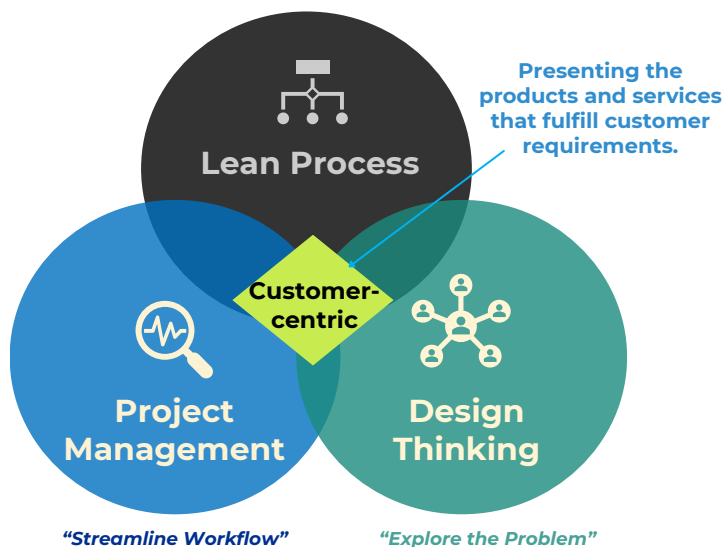 Presenting the
products and services
that fulfill customer
requirements.
Lean Process
Customer-
centric
Project
Management
Design
Thinking
“Streamline Workflow”
“Explore the Problem”